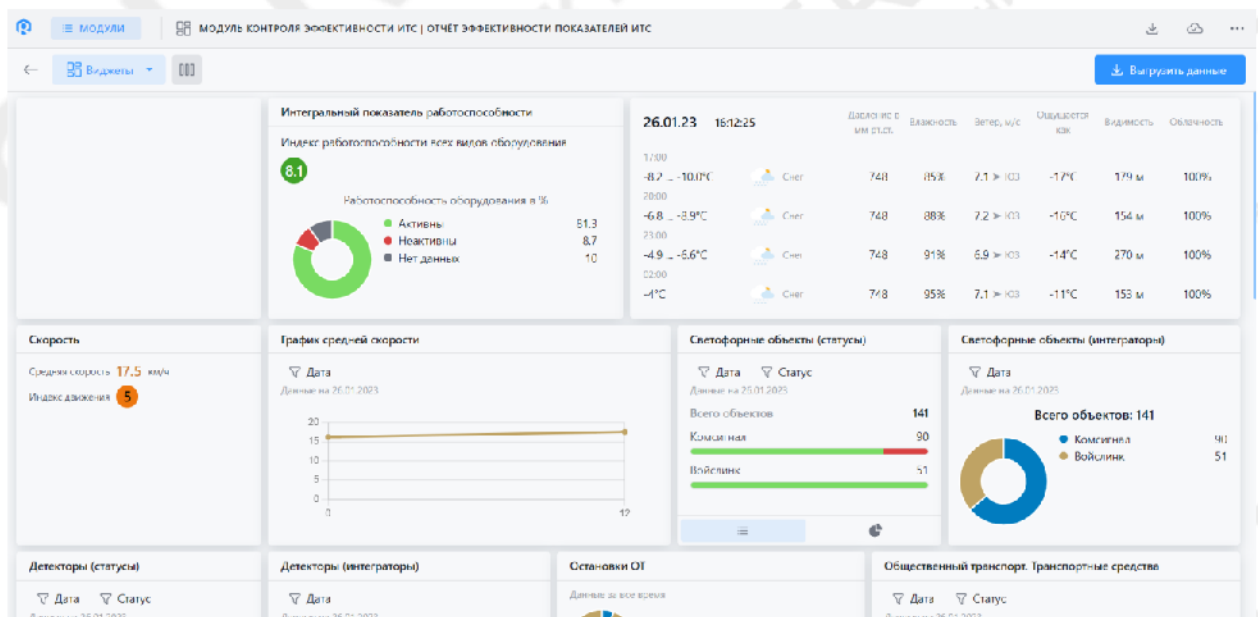 МОДУЛИ
МОДУЛЬ КОНТРОЛЯ ЭФФЕКТИВНОСТИ ИТС | ОТЧЁТ ЭФФЕКТИВНОСТИ ПОКАЗАТЕЛЕЙ ИТС
Виджеты
Выгрузить данные
Интегральный показатель работоспособности
Индекс работоспособности всех видов оборудования
8.1
Работоспособность оборудования в %
Активны 81.3
Неактивны 8.7
Нет данных 10
26.01.23 16:12:25
Давление в мм рт.ст. Влажность Ветер, м/с Ощущается как Видимость Облачность
17:00
-8.2 ... -10.0°C Снег 748 85% 7.1 ➤ ЮЗ -17°C 179 м 100%
20:00
-6.8 ... -8.9°C Снег 748 88% 7.2 ➤ ЮЗ -16°C 154 м 100%
23:00
-4.9 ... -6.6°C Снег 748 91% 6.9 ➤ ЮЗ -14°C 270 м 100%
02:00
-4°C Снег 748 95% 7.1 ➤ ЮЗ -11°C 153 м 100%
Скорость
Средняя скорость 17.5 км/ч
Индекс движения 5
График средней скорости
Дата
Данные на 26.01.2023
20
15
10
5
0
0 12
Светофорные объекты (статусы)
Дата Статус
Данные на 26.01.2023
Всего объектов 141
Комсигнал 90
Войслинк 51
Светофорные объекты (интеграторы)
Дата
Данные на 26.01.2023
Всего объектов: 141
Комсигнал 90
Войслинк 51
Детекторы (статусы)
Дата Статус
Детекторы (интеграторы)
Дата
Остановки ОТ
Данные за все время
Общественный транспорт. Транспортные средства
Дата Статус